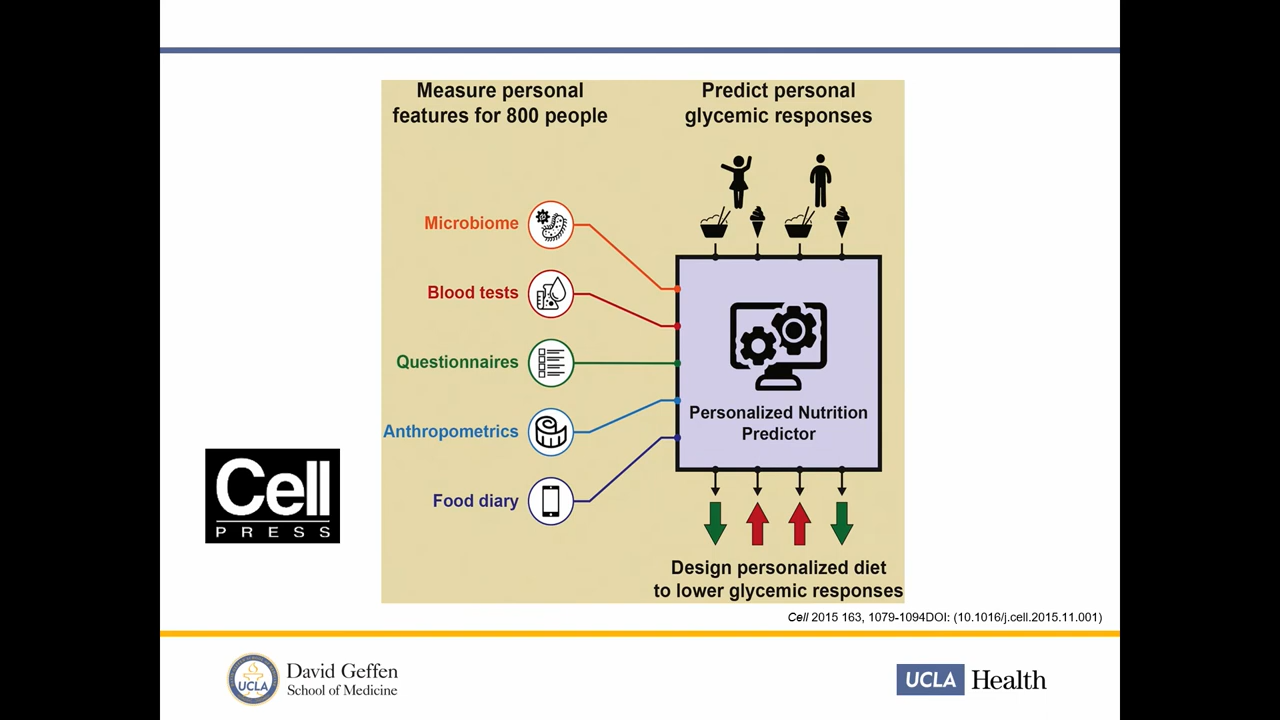 Measure personal
features for 800 people
Predict personal
glycemic responses
Microbiome
Blood tests
Questionnaires
Anthropometrics
Food diary
Personalized Nutrition
Predictor
Design personalized diet
to lower glycemic responses
Cell
PRESS
Cell 2015 163, 1079-1094DOI: (10.1016/j.cell.2015.11.001)
UCLA
David Geffen
School of Medicine
UCLA Health